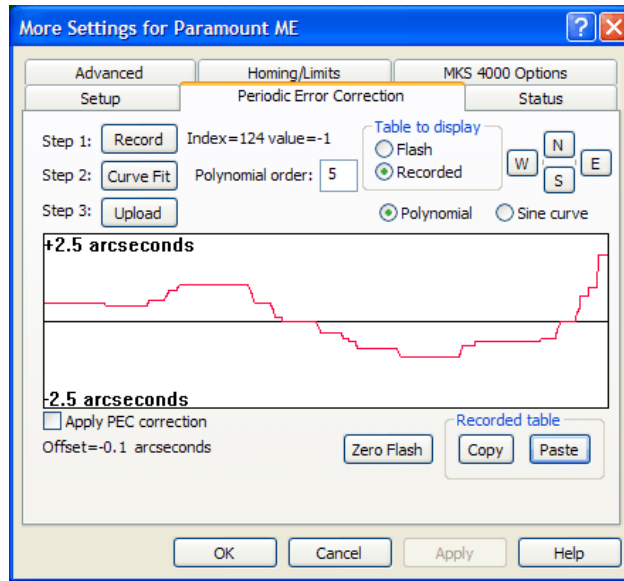 More Settings for Paramount ME
Advanced Homing/Limits MKS 4000 Options
Setup Periodic Error Correction Status
Step 1: Record Index=124 value=-1
Step 2: Curve Fit Polynomial order: 5
Step 3: Upload
Table to display
Flash
Recorded
N
W E
S
Polynomial Sine curve
+2.5 arcseconds
-2.5 arcseconds
Apply PEC correction
Offset=-0.1 arcseconds
Zero Flash
Recorded table
Copy Paste
OK Cancel Apply Help